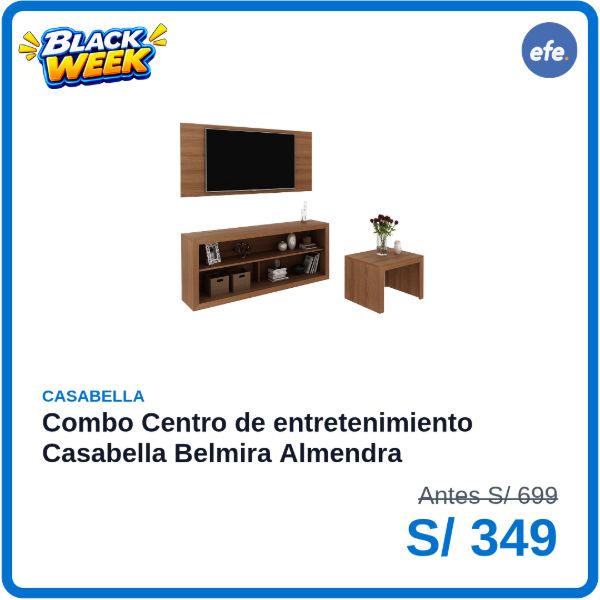 BLACK
WEEK
efe.
CASABELLA
Combo Centro de entretenimiento
Casabella Belmira Almendra
Antes S/ 699
S/ 349